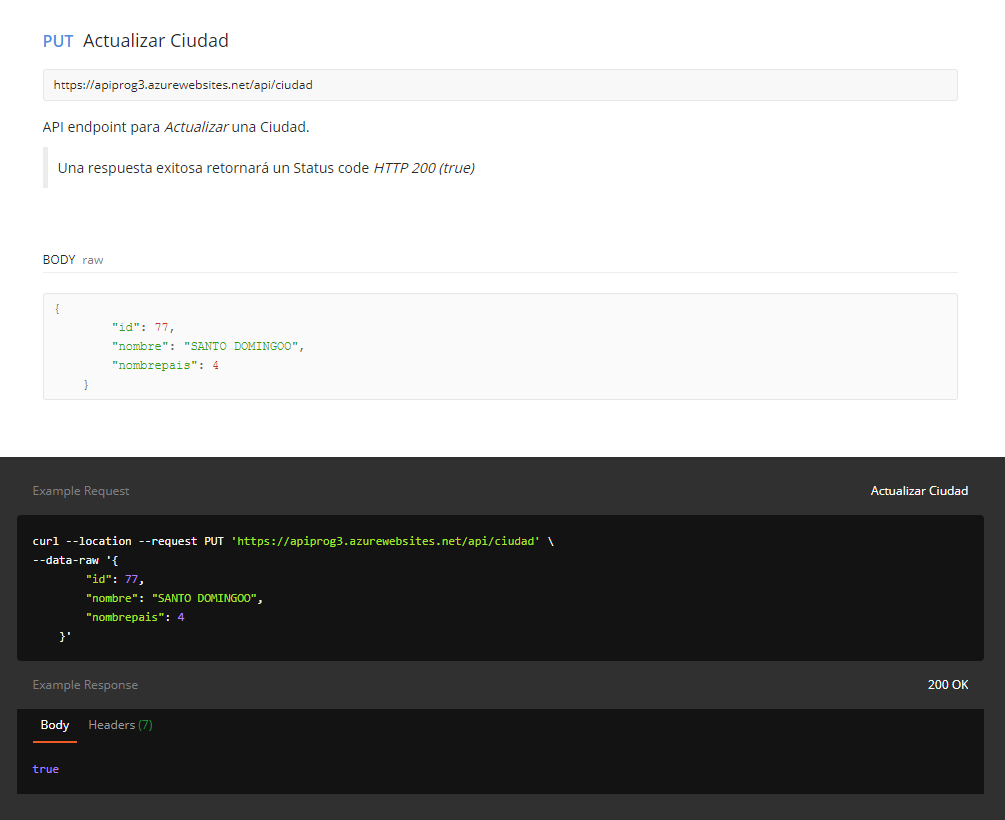 PUT Actualizar Ciudad
https://apiprog3.azurewebsites.net/api/ciudad
API endpoint para Actualizar una Ciudad.
Una respuesta exitosa retornará un Status code HTTP 200 (true)
BODY raw
{
"id": 77,
"nombre": "SANTO DOMINGOO",
"nombrepais": 4
}
Example Request Actualizar Ciudad
curl --location --request PUT 'https://apiprog3.azurewebsites.net/api/ciudad' \
--data-raw '{
"id": 77,
"nombre": "SANTO DOMINGOO",
"nombrepais": 4
}'
Example Response 200 OK
Body Headers (7)
true